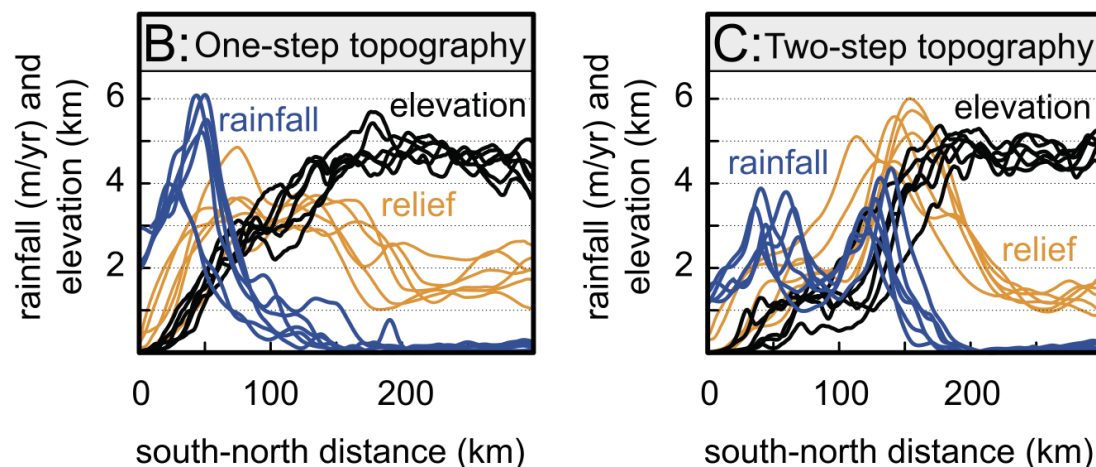 rainfall (m/yr) and
elevation (km)
B: One-step topography
6
4
2
rainfall
elevation
relief
0
100
200
south-north distance (km)
rainfall (m/yr) and
elevation (km)
C: Two-step topography
6
4
2
rainfall
elevation
relief
0
100
200
south-north distance (km)